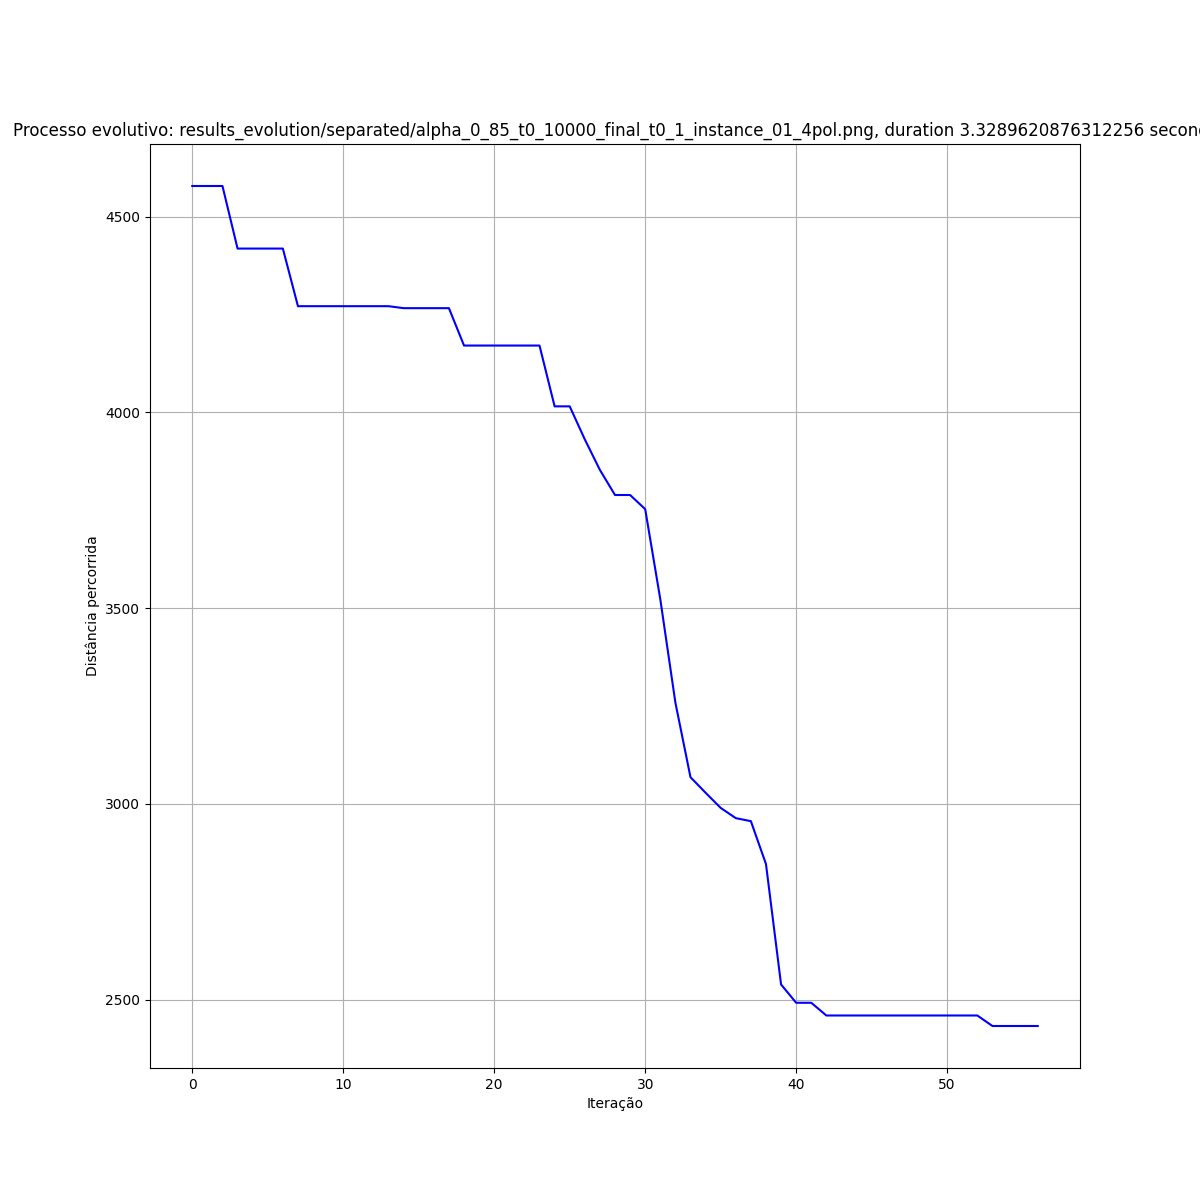 Processo evolutivo: results_evolution/separated/alpha_0_85_t0_10000_final_t0_1_instance_01_4pol.png, duration 3.3289620876312256
4500
4000
3500
3000
2500
Distância percorrida
0 10 20 30 40 50
Iteração